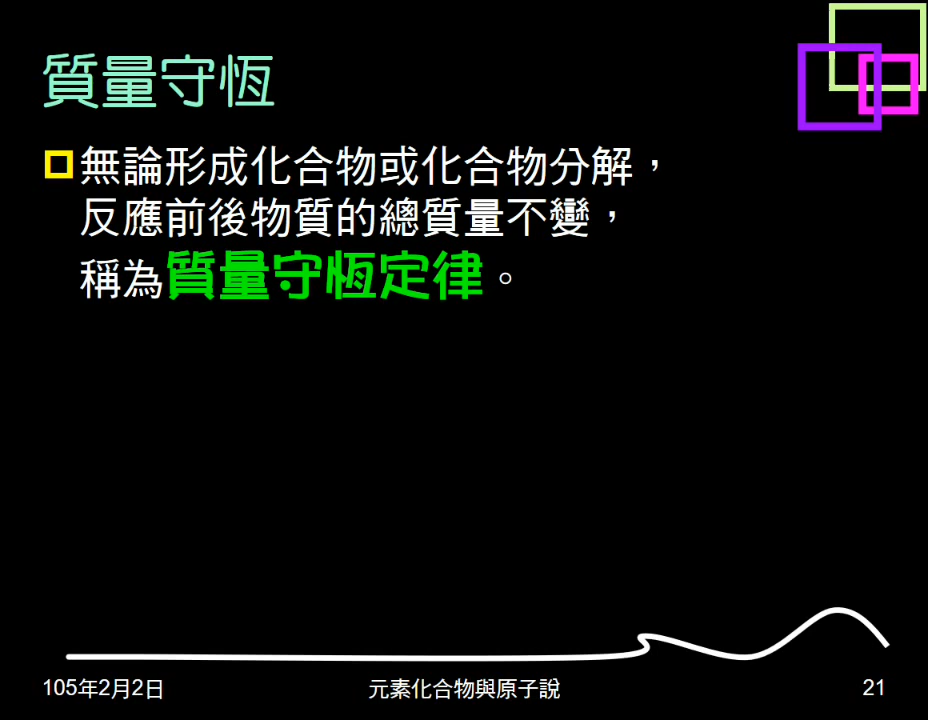 質量守恆
無論形成化合物或化合物分解，
反應前後物質的總質量不變，
稱為質量守恆定律。
105年2月2日
元素化合物與原子說
21